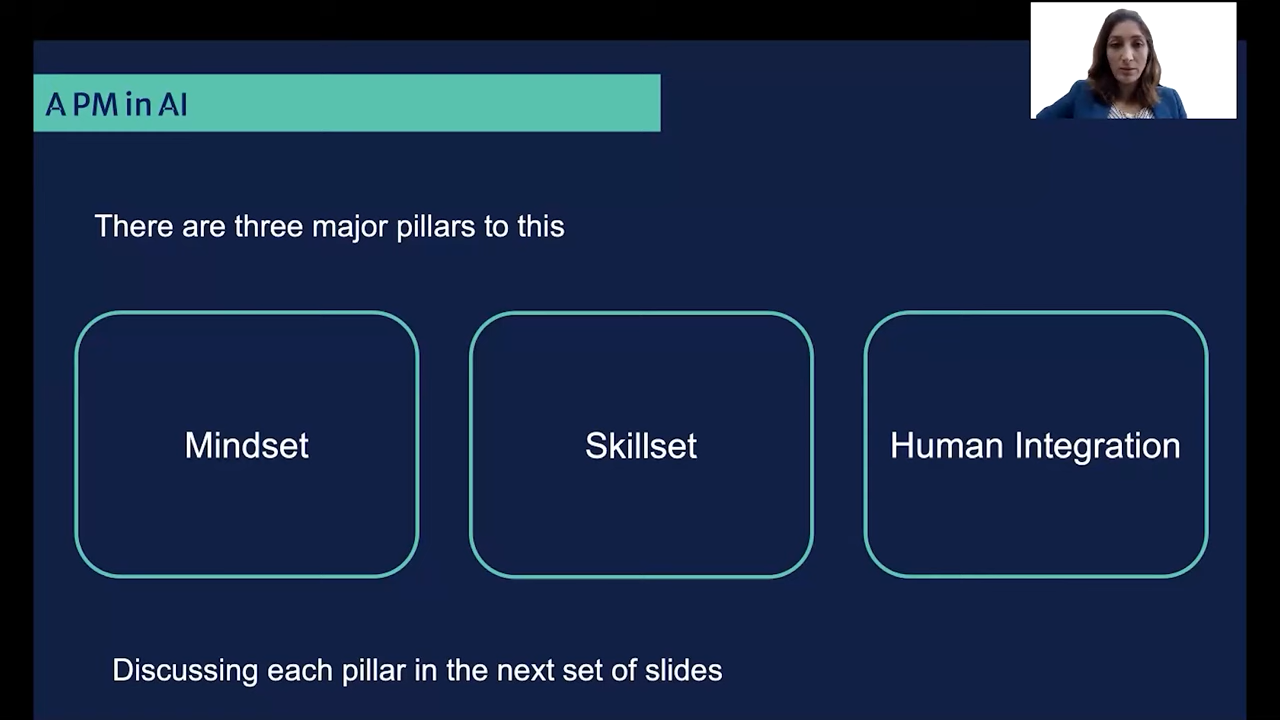 A PM in AI
There are three major pillars to this
Mindset
Skillset
Human Integration
Discussing each pillar in the next set of slides